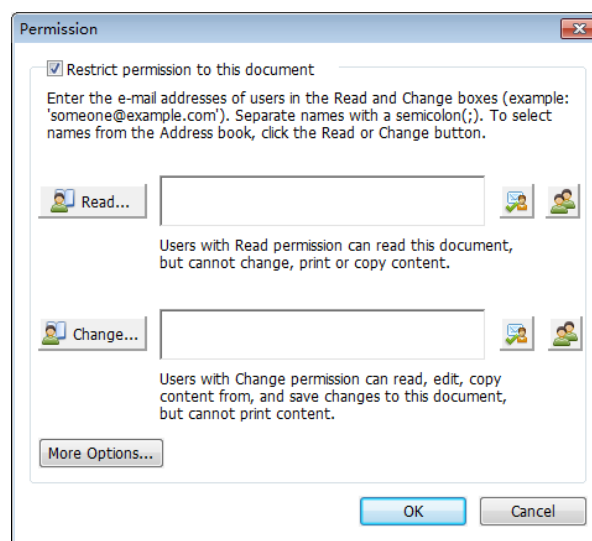 Permission
Restrict permission to this document
Enter the e-mail addresses of users in the Read and Change boxes (example:
'someone@example.com'). Separate names with a semicolon(;). To select
names from the Address book, click the Read or Change button.
Read...
Users with Read permission can read this document,
but cannot change, print or copy content.
Change...
Users with Change permission can read, edit, copy
content from, and save changes to this document,
but cannot print content.
More Options...
OK Cancel